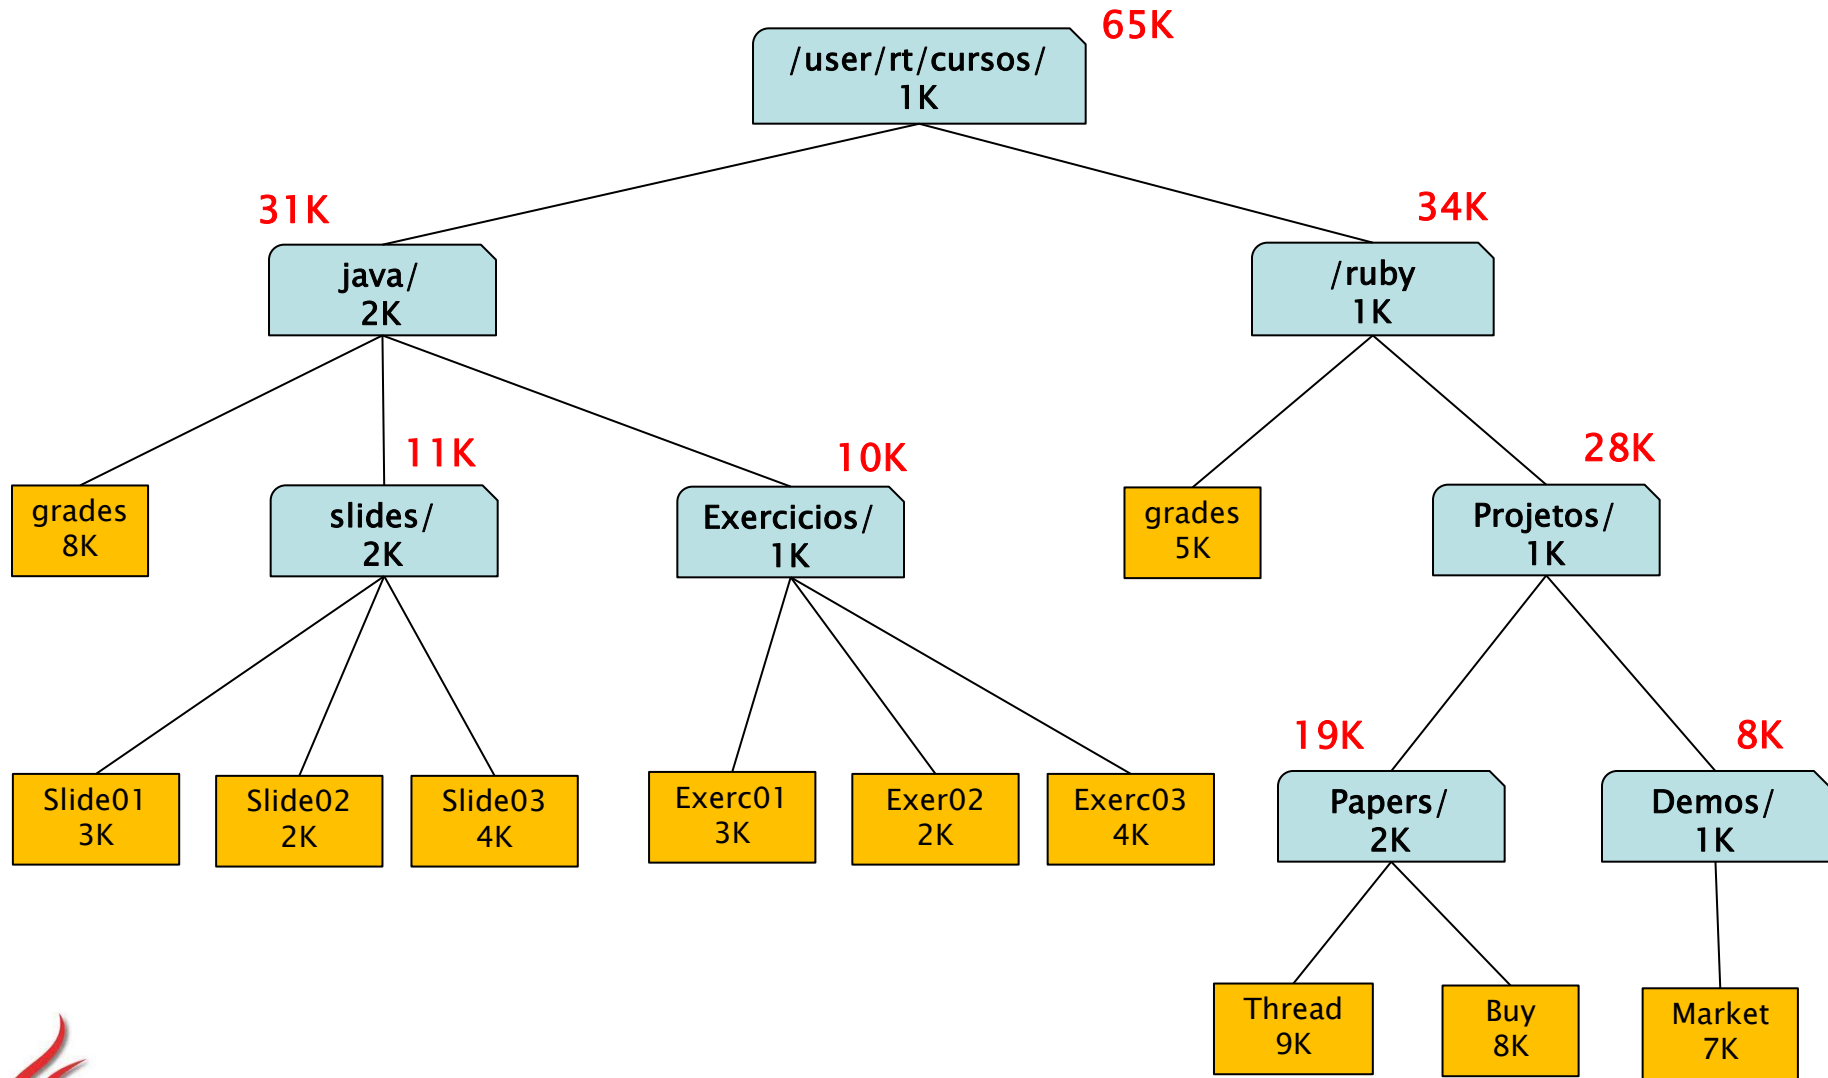 65K
/user/rt/cursos/
1K
31K
34K
java/
2K
/ruby
1K
11K
10K
28K
grades
8K
slides/
2K
Exercicios/
1K
grades
5K
Projetos/
1K
19K
8K
Slide01
3K
Slide02
2K
Slide03
4K
Exerc01
3K
Exer02
2K
Exerc03
4K
Papers/
2K
Demos/
1K
Thread
9K
Buy
8K
Market
7K